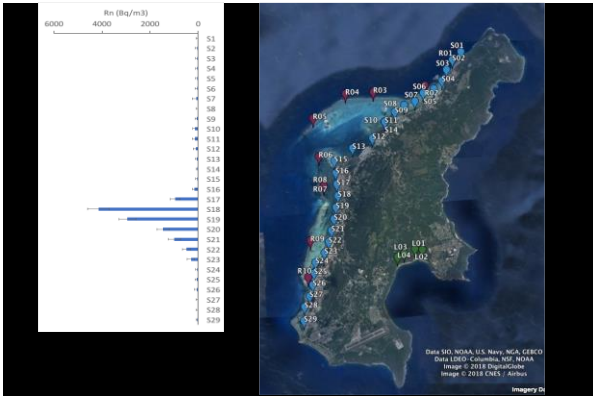 Rn (Bq/m3)
6000 4000 2000 0
S1
S2
S3
S4
S5
S6
S7
S8
S9
S10
S11
S12
S13
S14
S15
S16
S17
S18
S19
S20
S21
S22
S23
S24
S25
S26
S27
S28
S29
S01
R01
S02
S03
S04
S06
R02
R04
R03
S07
S05
S08
S09
R05
S10
S11
S14
S13
R06
S15
S16
R08
S17
R07
S18
S19
S20
S21
R09
S22
S23
L03
L01
L04
L02
S24
R10
S25
S26
S27
S28
S29
Data SIO, NOAA, U.S. Navy, NGA, GEBCO
Data LDEO-Columbia, NSF, NOAA
Image © 2018 DigitalGlobe
Image © 2018 CNES / Airbus
Imagery Da